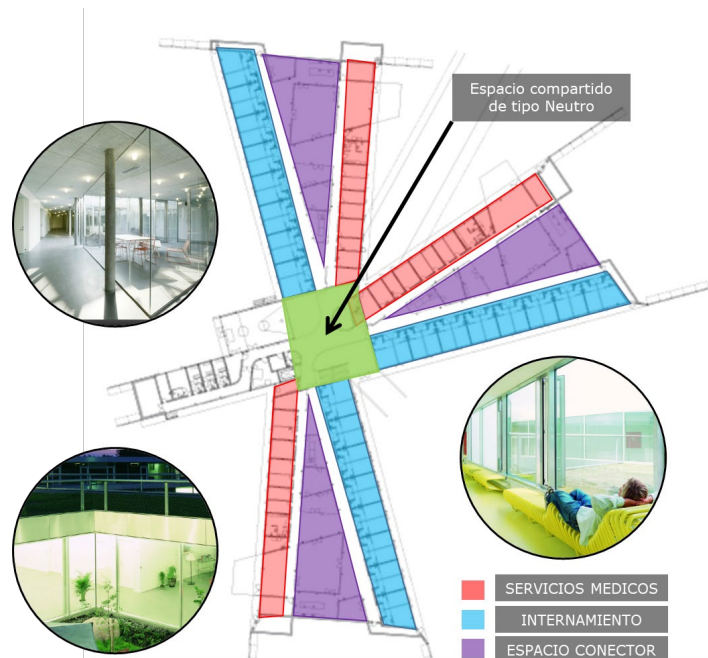 Espacio compartido
de tipo Neutro
SERVICIOS MEDICOS
INTERNAMIENTO
ESPACIO CONECTOR